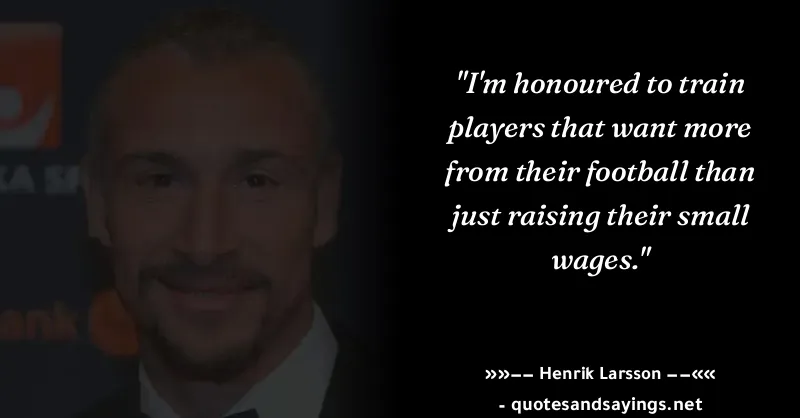 "I'm honoured to train
players that want more
from their football than
just raising their small
wages."
»»−− Henrik Larsson −−««
- quotesandsayings.net
ank